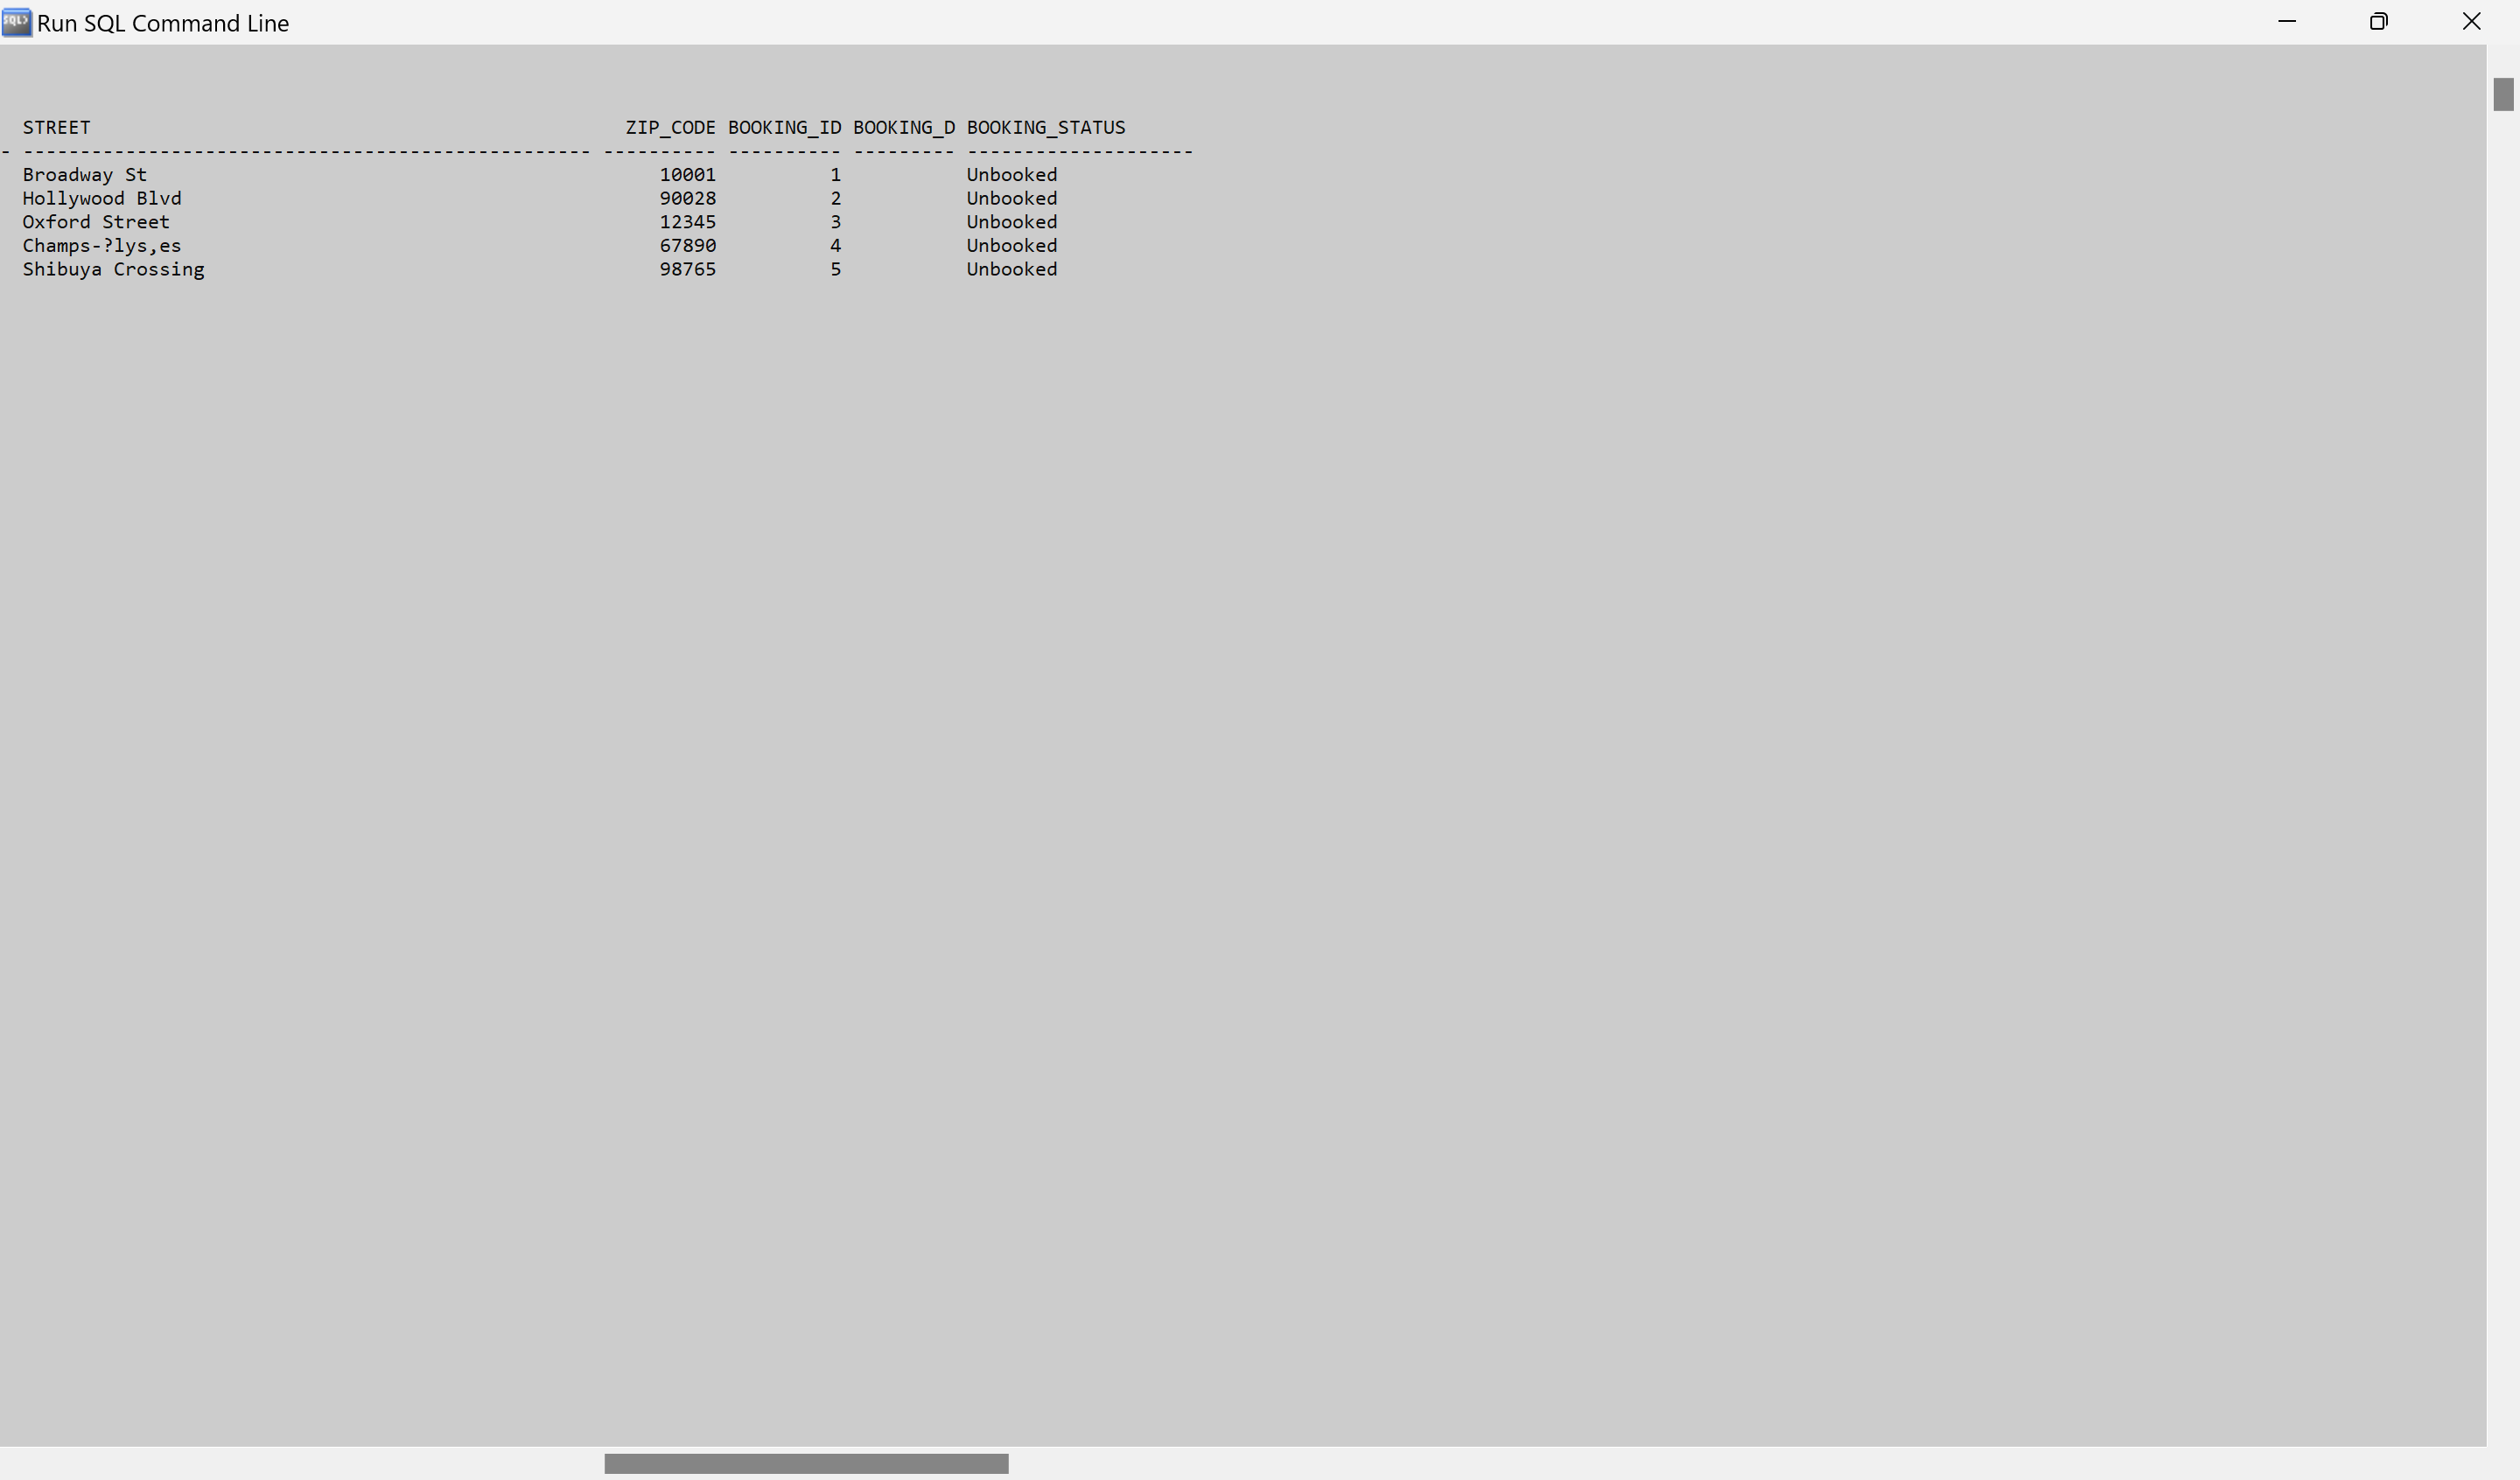 Run SQL Command Line
STREET ZIP_CODE BOOKING_ID BOOKING_D BOOKING_STATUS
- -------------------------------------------------- ---------- ---------- --------- --------------------
Broadway St 10001 1 Unbooked
Hollywood Blvd 90028 2 Unbooked
Oxford Street 12345 3 Unbooked
Champs-?lys,es 67890 4 Unbooked
Shibuya Crossing 98765 5 Unbooked